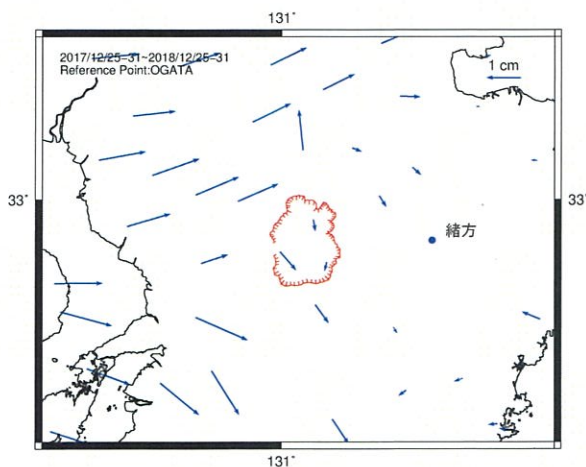 131°
2017/12/25=31~2018/12/25=31
Reference Point:OGATA
1 cm
33°
33°
緒方
131°